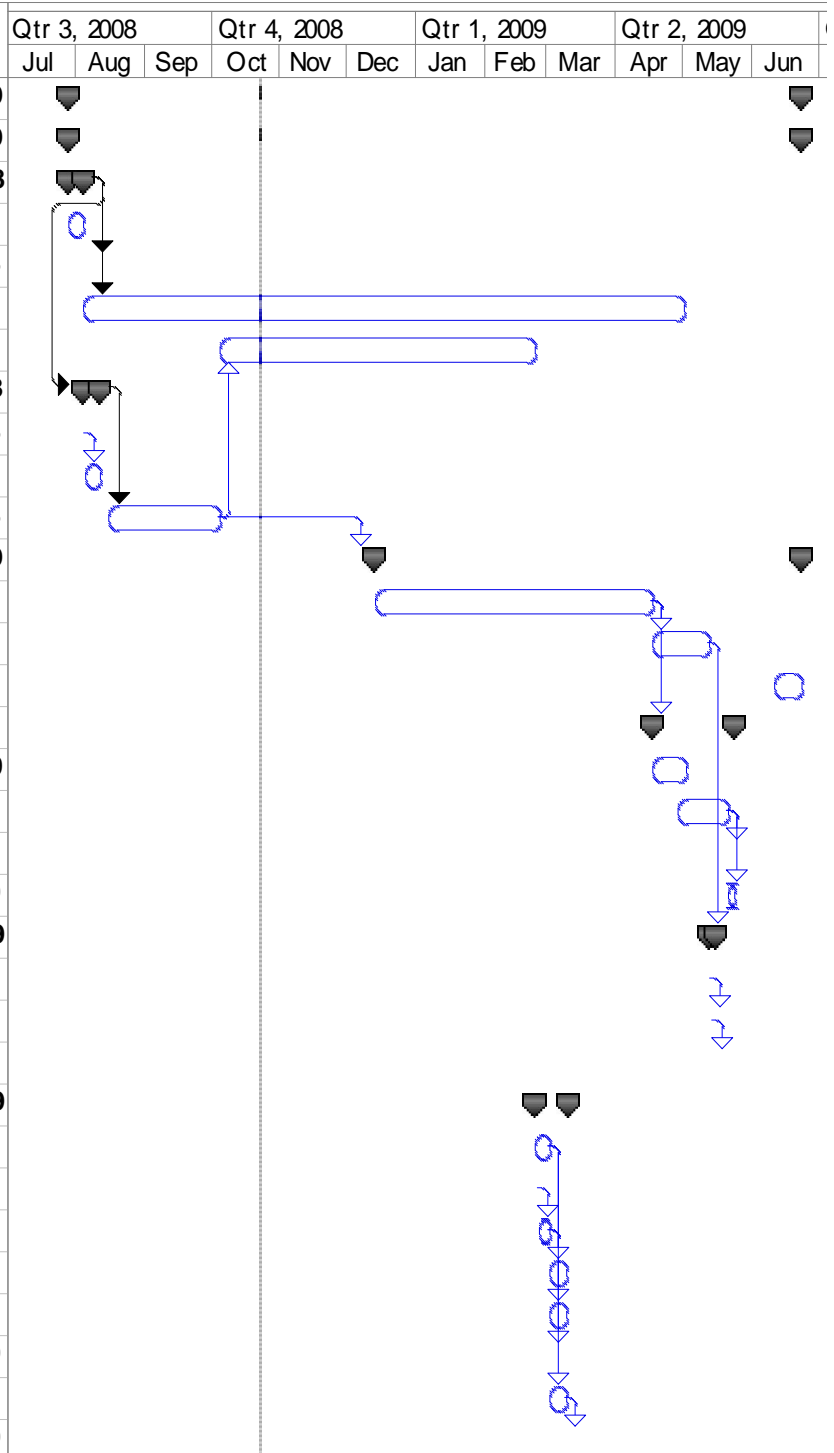 Qtr 3, 2008 Qtr 4, 2008 Qtr 1, 2009 Qtr 2, 2009
Jul Aug Sep Oct Nov Dec Jan Feb Mar Apr May Jun